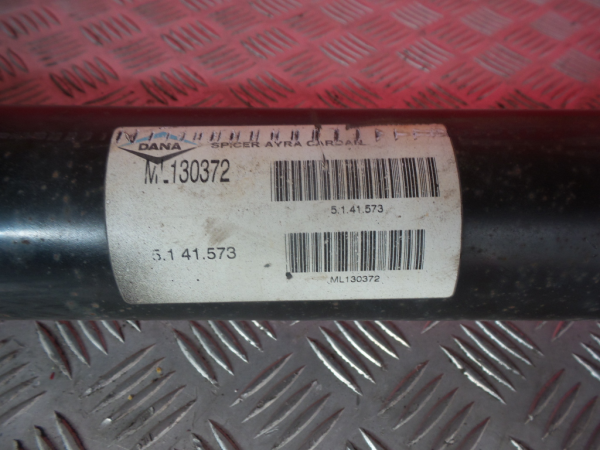 DANA SPICER AYRA CARDAN
ML130372
5.1.41.573
5.1 41.573
ML130372